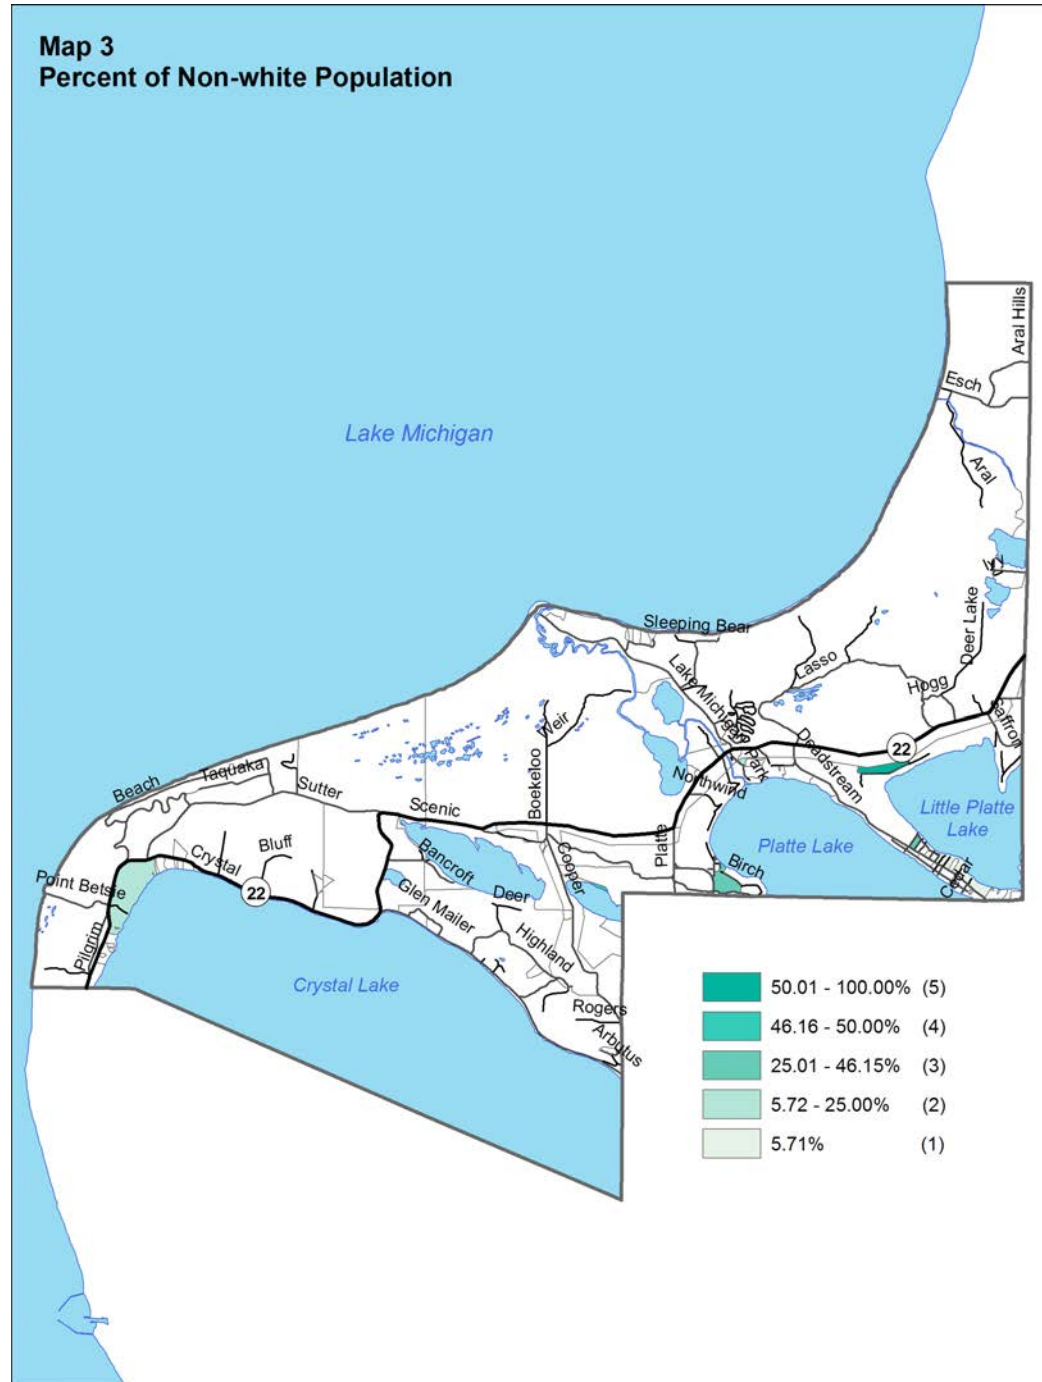 Map 3
Percent of Non-white Population
Aral Hills
Esch
Lake Michigan
Aral
Sleeping Bear
Deer Lake
Lasso
Lake Michigan
Hogg
Saffron
Weir
22
Deadstream
Park
Boekeloo
Northwind
Taquaka
Beach
Sutter
Scenic
Little Platte
Lake
Platte
Platte Lake
Bluff
Crystal
Bancroft
Cooper
Birch
Cedar
Point Betsie
22
Glen Mailer
Deer
Pilgrim
Highland
Crystal Lake
Rogers
Arbutus
50.01 - 100.00% (5)
46.16 - 50.00% (4)
25.01 - 46.15% (3)
5.72 - 25.00% (2)
5.71% (1)